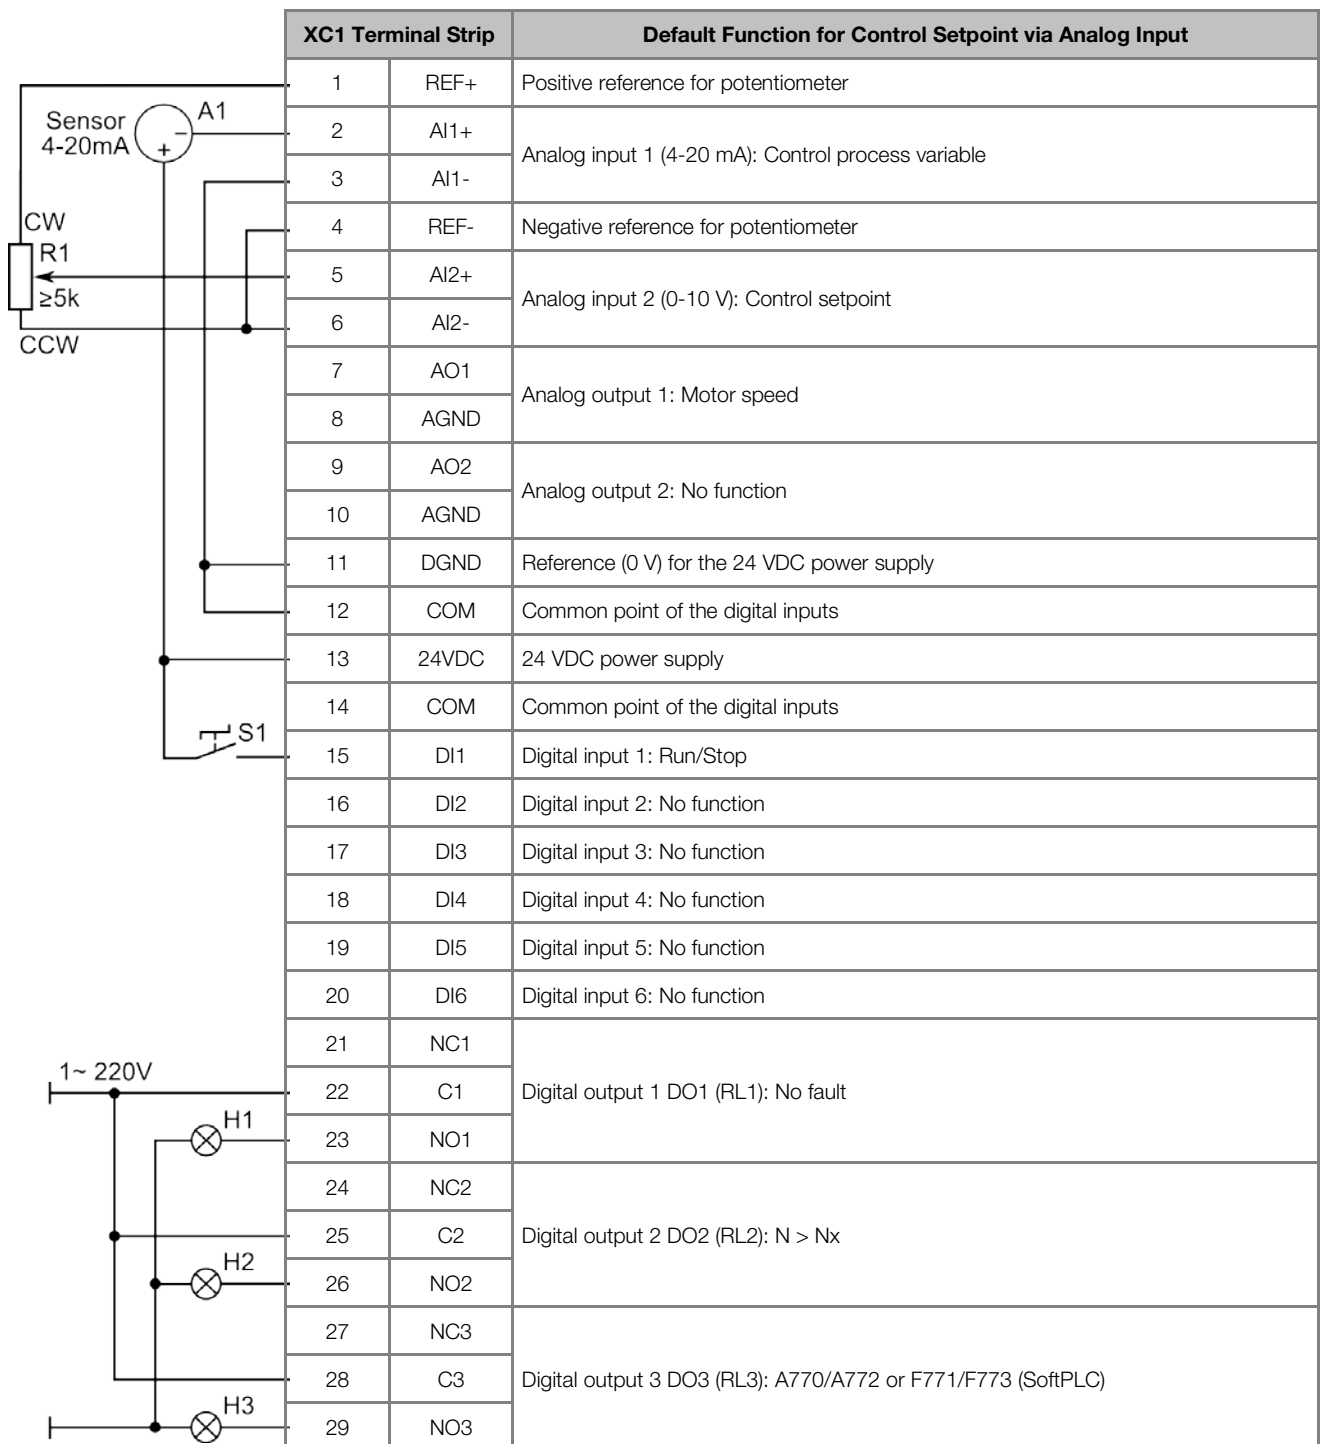 XC1 Terminal Strip Default Function for Control Setpoint via Analog Input
1 REF+ Positive reference for potentiometer
Sensor
4-20mA
A1
+
−
2 AI1+
Analog input 1 (4-20 mA): Control process variable
3 AI1-
CW
4 REF- Negative reference for potentiometer
R1
≥5k
5 AI2+
Analog input 2 (0-10 V): Control setpoint
6 AI2-
CCW
7 AO1
Analog output 1: Motor speed
8 AGND
9 AO2
Analog output 2: No function
10 AGND
11 DGND Reference (0 V) for the 24 VDC power supply
12 COM Common point of the digital inputs
13 24VDC 24 VDC power supply
14 COM Common point of the digital inputs
S1
15 DI1 Digital input 1: Run/Stop
16 DI2 Digital input 2: No function
17 DI3 Digital input 3: No function
18 DI4 Digital input 4: No function
19 DI5 Digital input 5: No function
20 DI6 Digital input 6: No function
21 NC1
1~ 220V
22 C1 Digital output 1 DO1 (RL1): No fault
H1
23 NO1
24 NC2
25 C2 Digital output 2 DO2 (RL2): N > Nx
H2
26 NO2
27 NC3
28 C3 Digital output 3 DO3 (RL3): A770/A772 or F771/F773 (SoftPLC)
H3
29 NO3